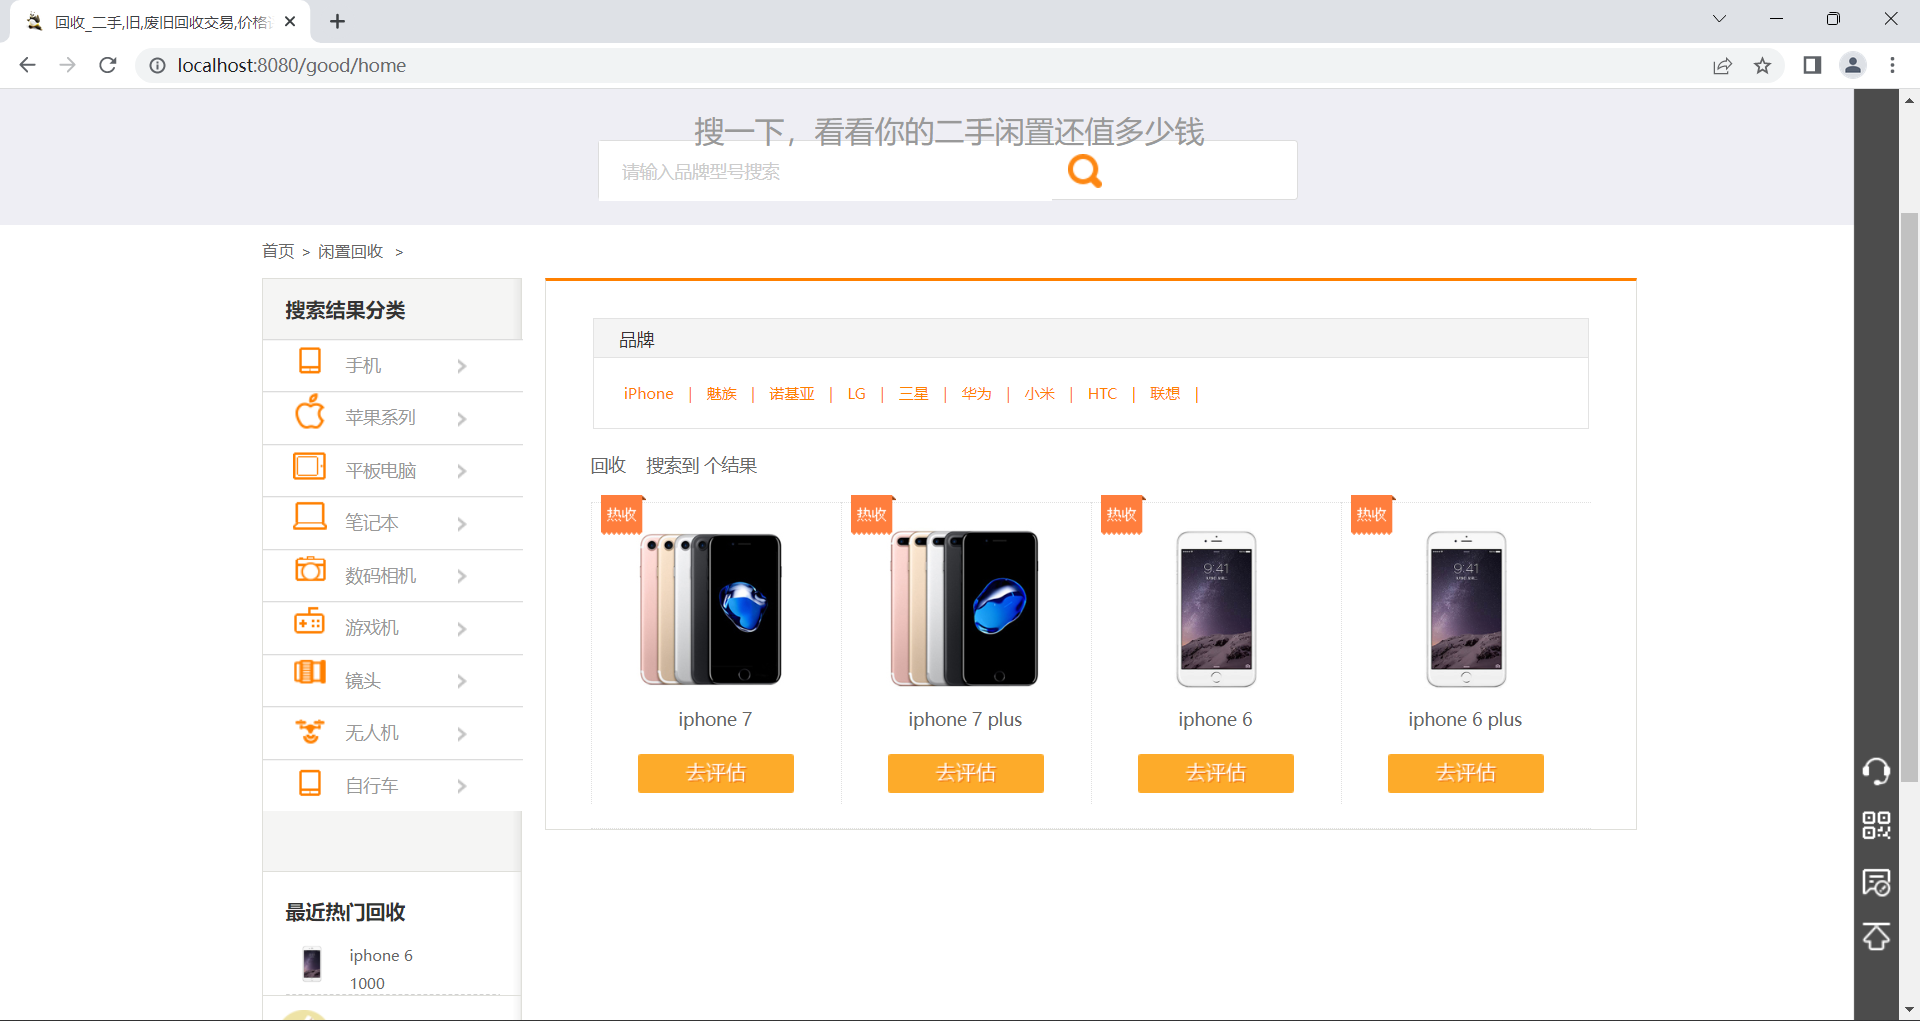 回收_二手,旧,废旧回收交易,价格
localhost:8080/good/home
搜一下，看看你的二手闲置还值多少钱
请输入品牌型号搜索
首页 > 闲置回收 >
搜索结果分类
手机
苹果系列
平板电脑
笔记本
数码相机
游戏机
镜头
无人机
自行车
最近热门回收
iphone 6
1000
品牌
iPhone | 魅族 | 诺基亚 | LG | 三星 | 华为 | 小米 | HTC | 联想 |
回收 搜索到 个结果
热收 热收 热收 热收
9:41 9:41
iphone 7 iphone 7 plus iphone 6 iphone 6 plus
去评估 去评估 去评估 去评估